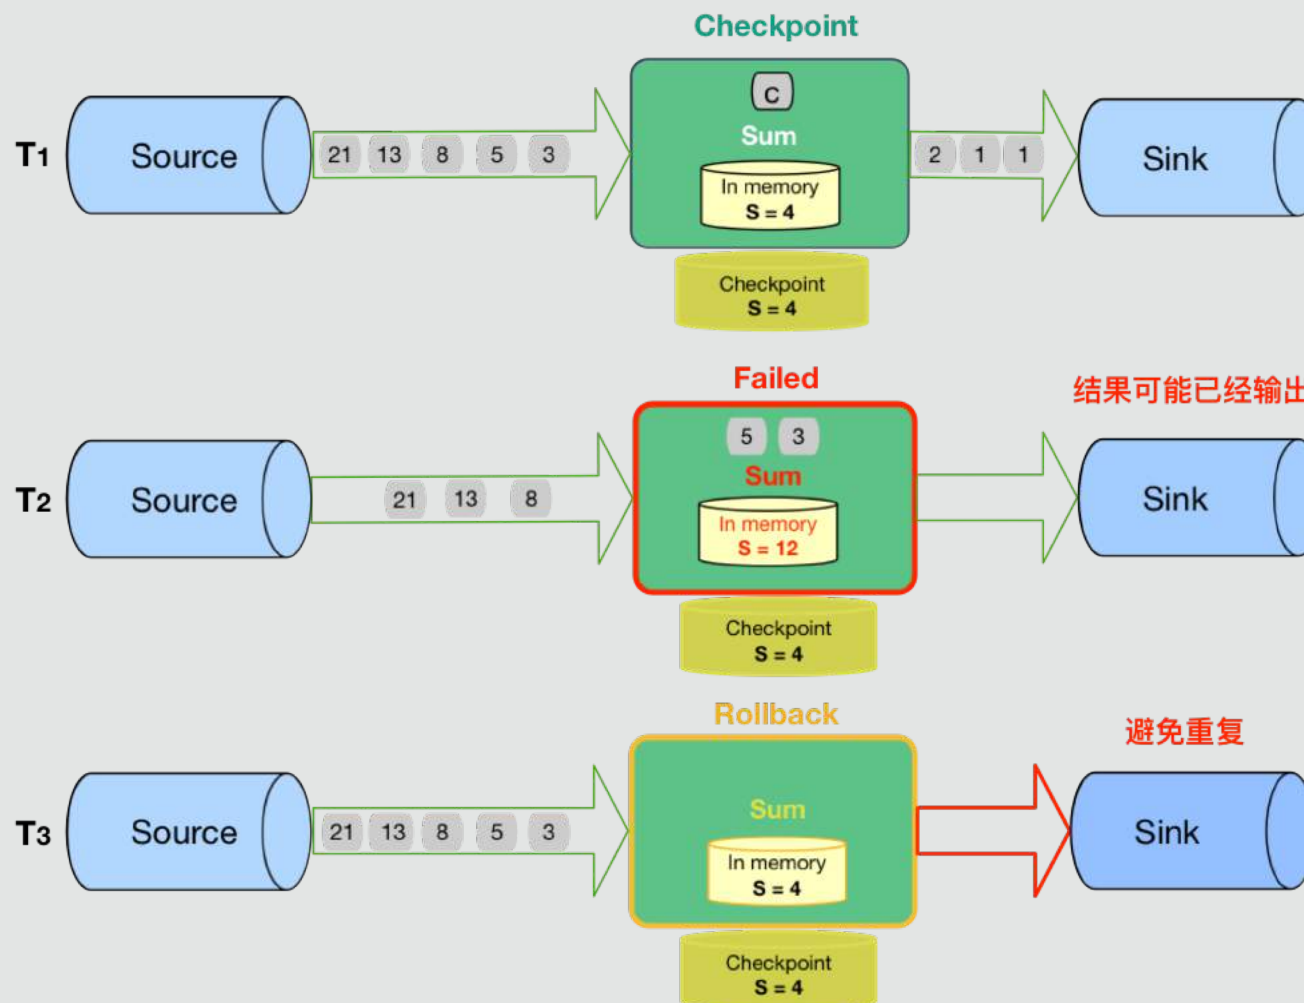 Checkpoint
T1
Source
21 13 8 5 3
C
Sum
In memory
S = 4
2 1 1
Sink
Checkpoint
S = 4
Failed
结果可能已经输出
T2
Source
21 13 8
5 3
Sum
In memory
S = 12
Sink
Checkpoint
S = 4
Rollback
避免重复
T3
Source
21 13 8 5 3
Sum
In memory
S = 4
Sink
Checkpoint
S = 4